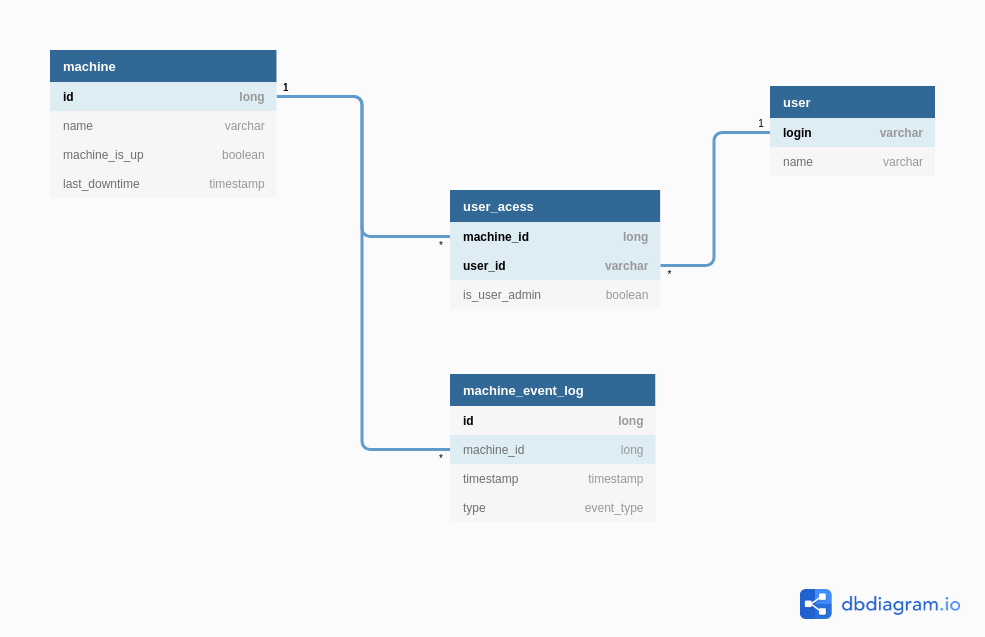 machine
1
id long
name varchar
machine_is_up boolean
last_downtime timestamp
user
1
login varchar
name varchar
user_acess
machine_id long
*
user_id varchar
*
is_user_admin boolean
machine_event_log
id long
machine_id long
*
timestamp timestamp
type event_type
dbdiagram.io